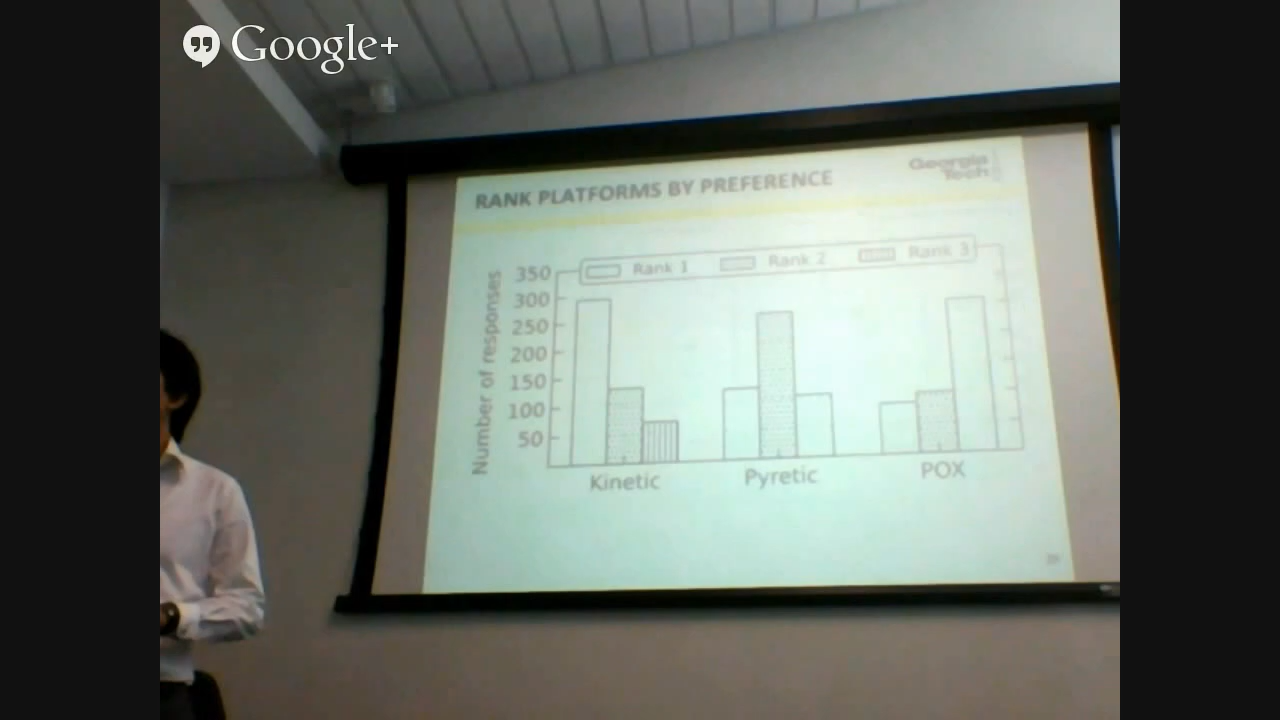 Google+
RANK PLATFORMS BY PREFERENCE
Georgia
Tech
Rank 1 Rank 2 Rank 3
Number of responses
350
300
250
200
150
100
50
Kinetic Pyretic POX